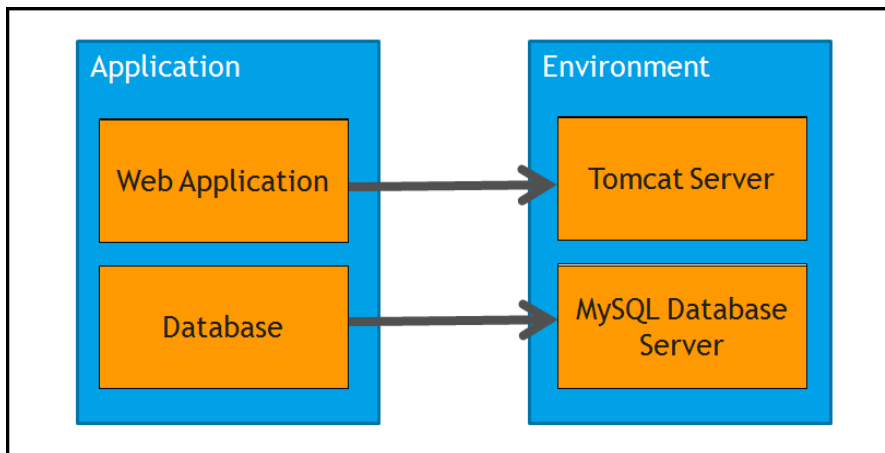 Application
Web Application
Database
Environment
Tomcat Server
MySQL Database
Server